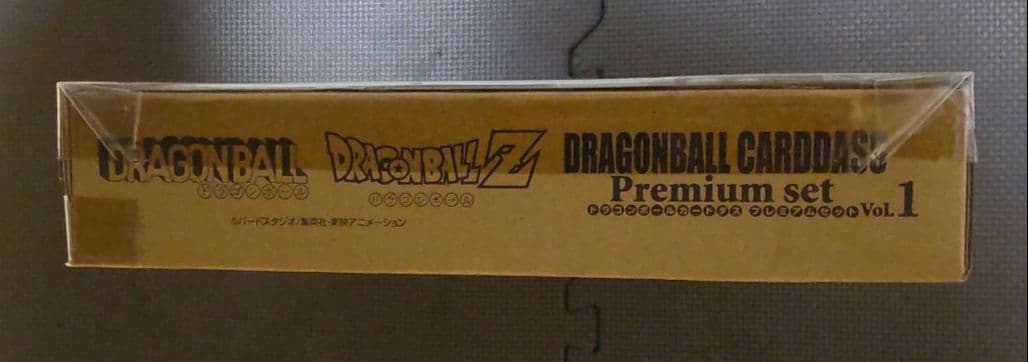 DRAGONBALL
ドラゴンボール
DRAGONBALL Z
ドラゴンボール
©バードスタジオ/集英社・東映アニメーション
DRAGONBALL CARDDASS
Premium set
ドラゴンボールカードダス プレミアムセット VOL.1